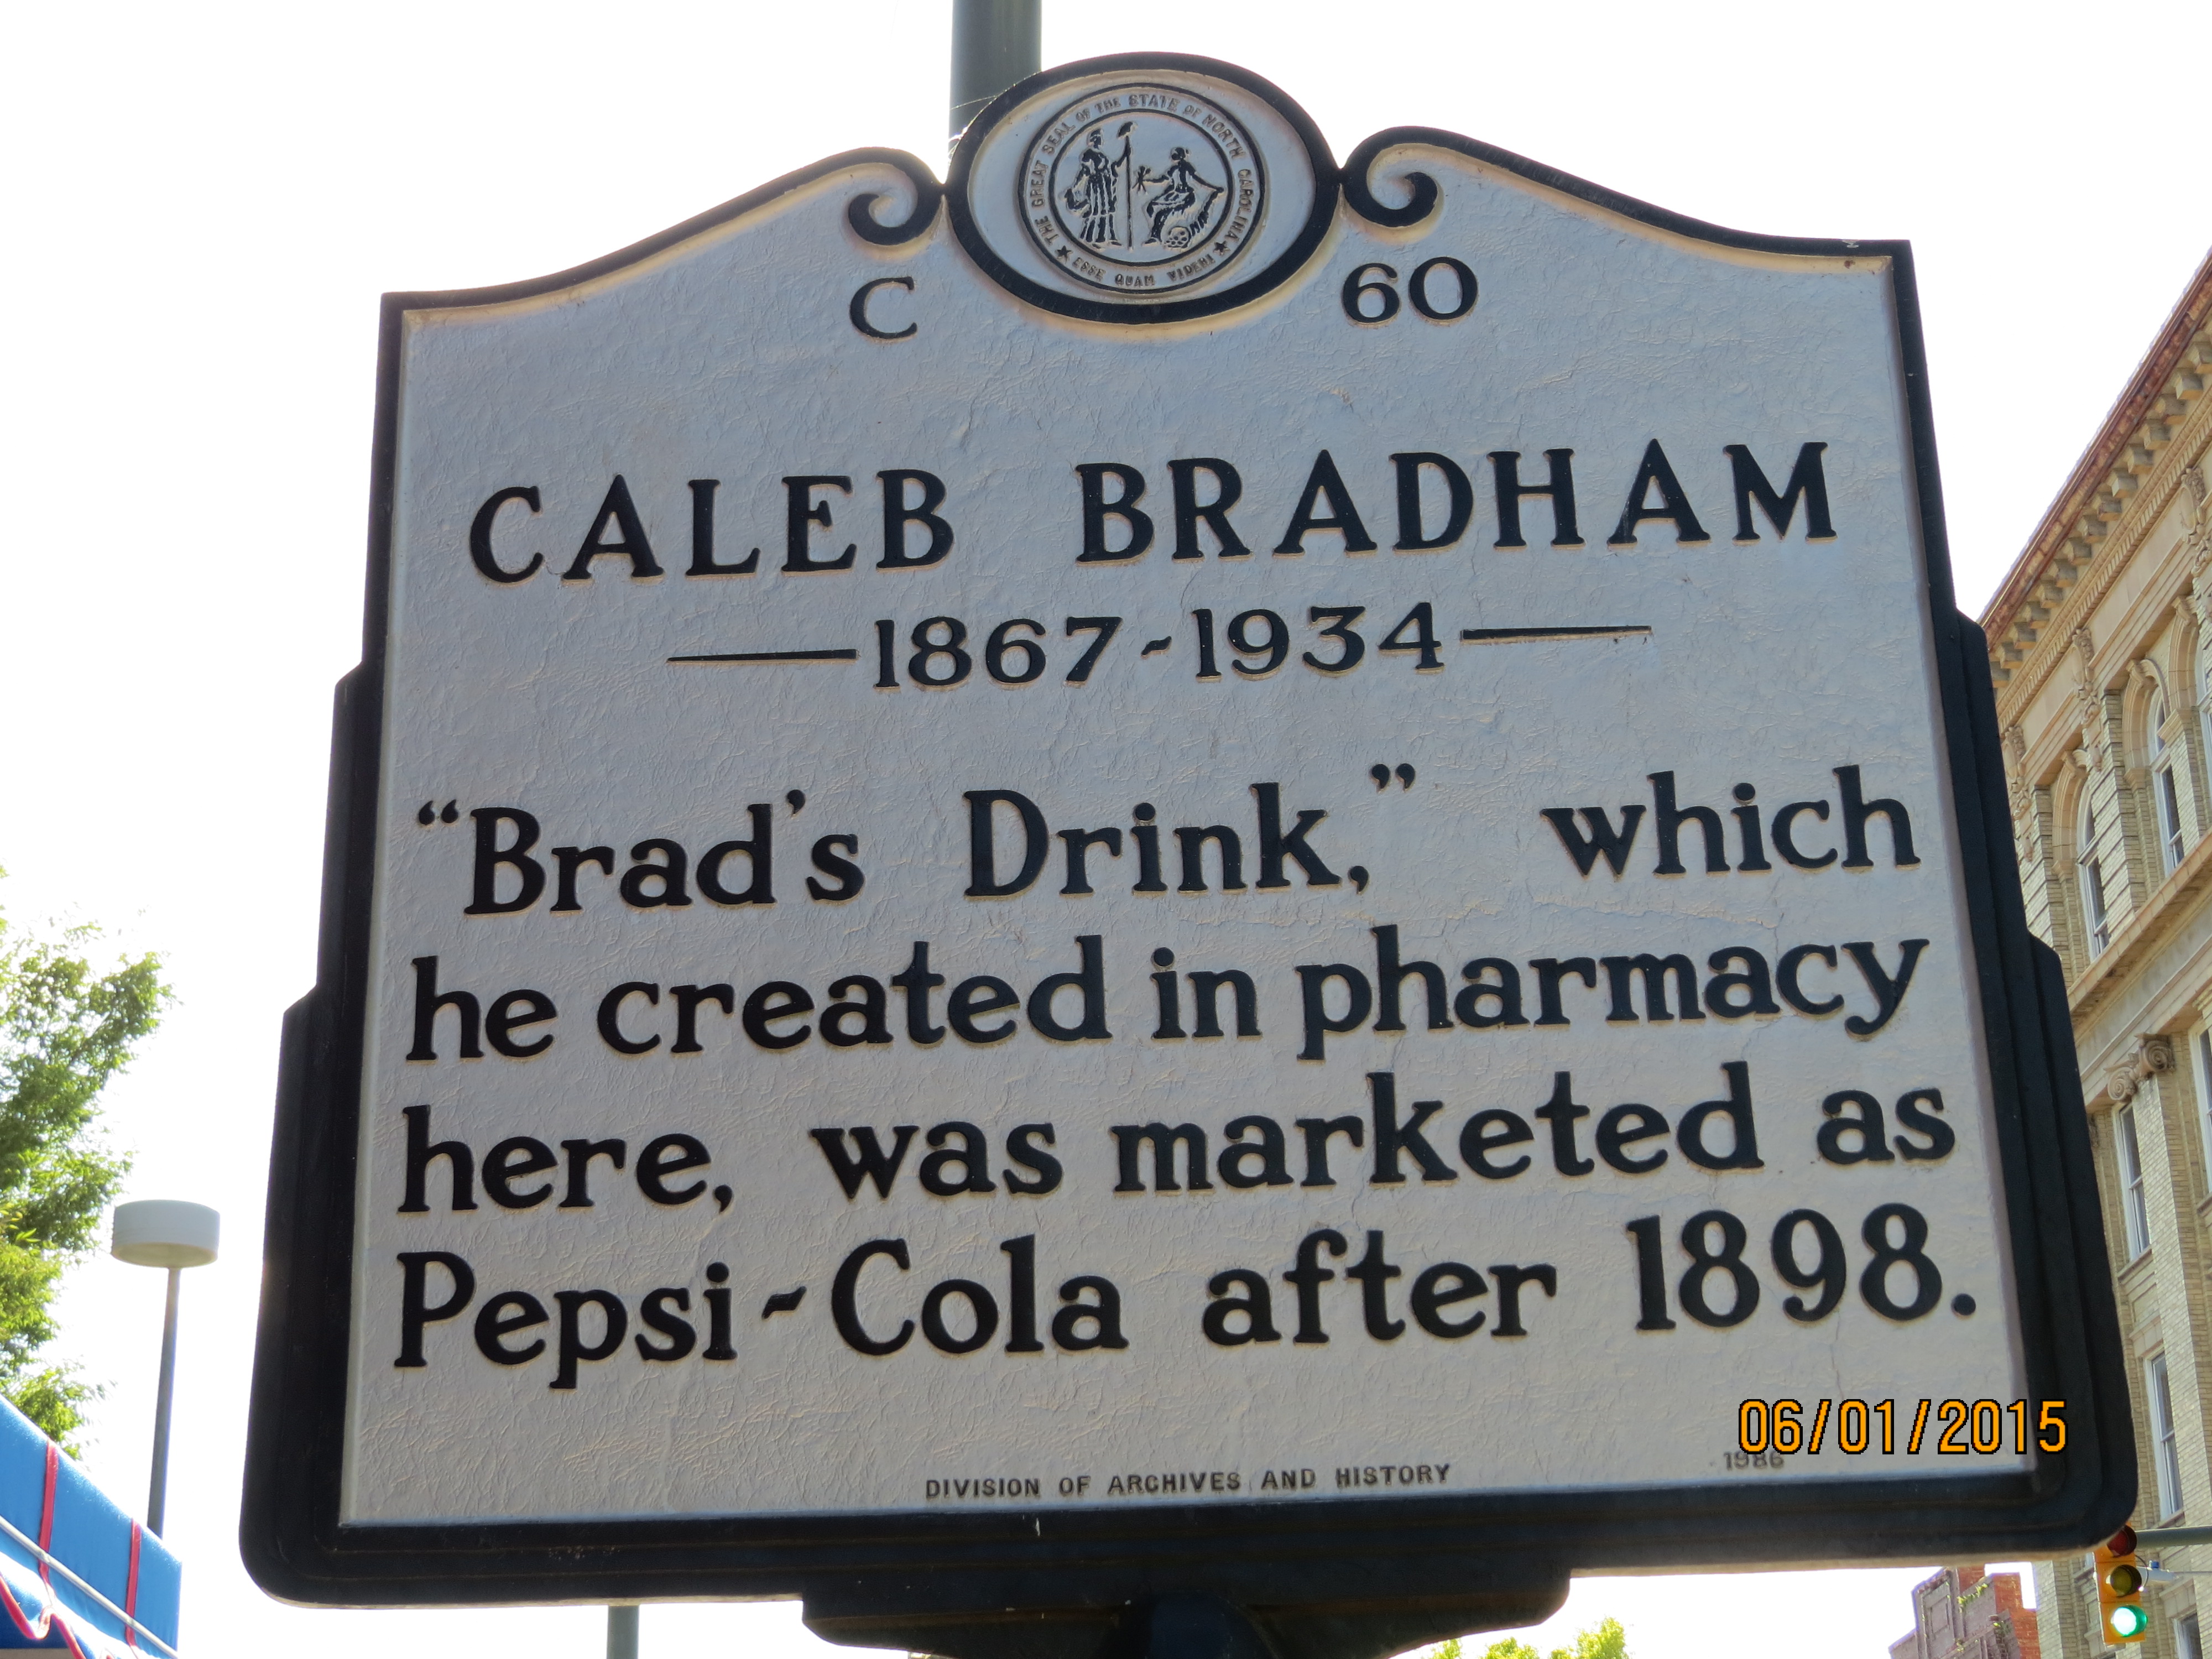 THE GREAT SEAL OF THE STATE OF NORTH CAROLINA
ESSE QUAM VIDERI
C 60
CALEB BRADHAM
1867-1934
“Brad’s Drink,” which
he created in pharmacy
here, was marketed as
Pepsi-Cola after 1898.
06/01/2015
DIVISION OF ARCHIVES AND HISTORY 1986